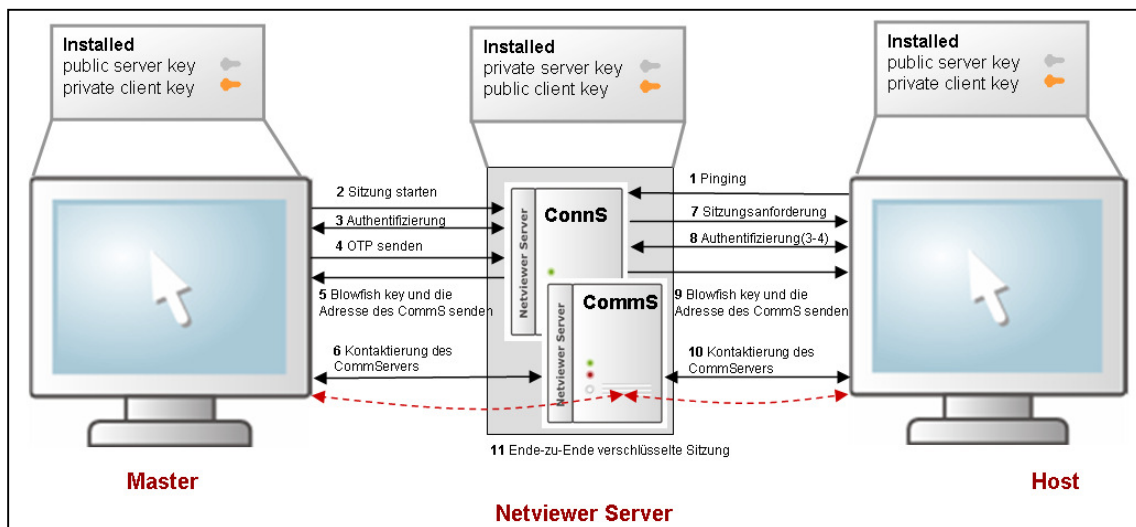 Installed
public server key
private client key
Installed
private server key
public client key
Installed
public server key
private client key
2 Sitzung starten
3 Authentifizierung
4 OTP senden
5 Blowfish key und die
Adresse des CommS senden
6 Kontaktierung des
CommServers
Netviewer Server
ConnS
Netviewer Server
CommS
1 Pinging
7 Sitzungsanforderung
8 Authentifizierung(3-4)
9 Blowfish key und die
Adresse des CommS senden
10 Kontaktierung des
CommServers
11 Ende-zu-Ende verschlüsselte Sitzung
Master
Host
Netviewer Server